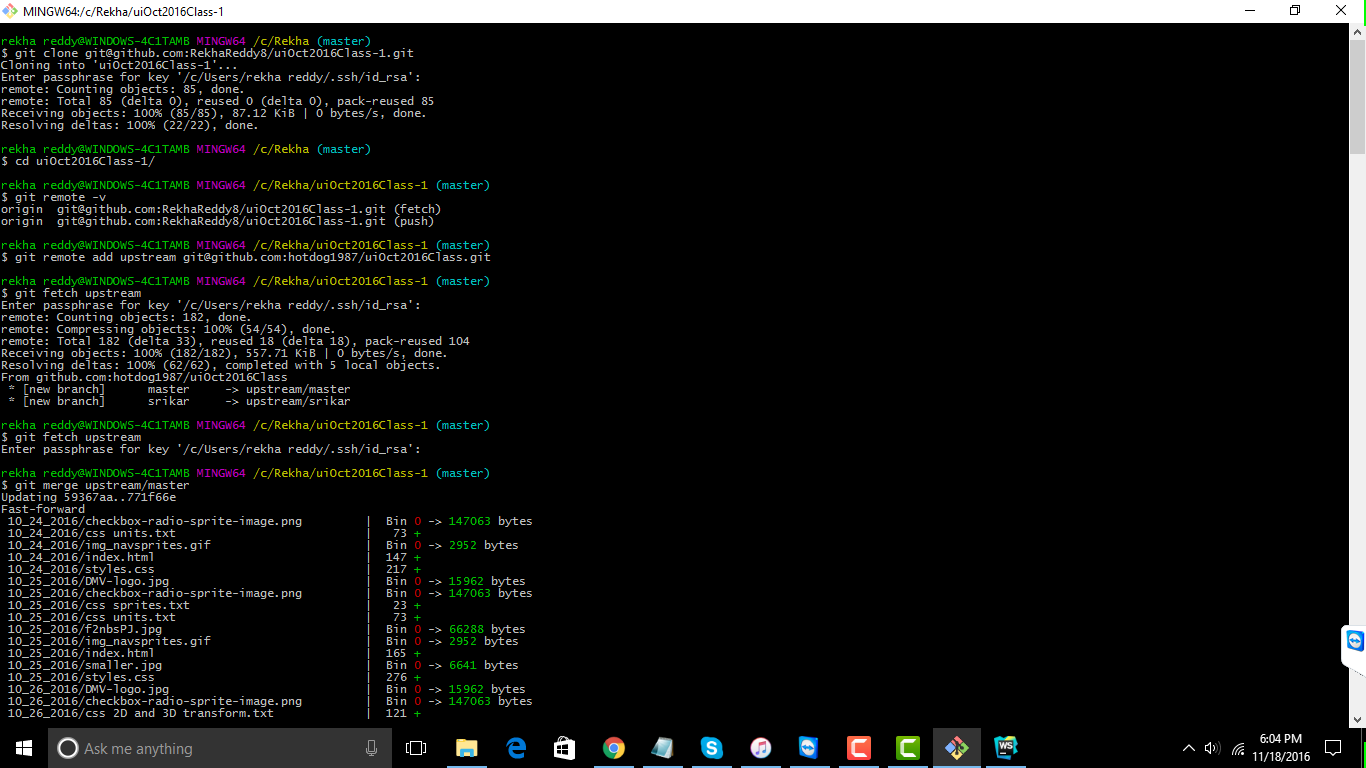 MINGW64:/c/Rekha/uiOct2016Class-1
rekha reddy@WINDOWS-4C1TAMB MINGW64 /c/Rekha (master)
$ git clone git@github.com:RekhaReddy8/uiOct2016Class-1.git
Cloning into 'uiOct2016Class-1'...
Enter passphrase for key '/c/Users/rekha reddy/.ssh/id_rsa':
remote: Counting objects: 85, done.
remote: Total 85 (delta 0), reused 0 (delta 0), pack-reused 85
Receiving objects: 100% (85/85), 87.12 KiB | 0 bytes/s, done.
Resolving deltas: 100% (22/22), done.
rekha reddy@WINDOWS-4C1TAMB MINGW64 /c/Rekha (master)
$ cd uiOct2016Class-1/
rekha reddy@WINDOWS-4C1TAMB MINGW64 /c/Rekha/uiOct2016Class-1 (master)
$ git remote -v
origin  git@github.com:RekhaReddy8/uiOct2016Class-1.git (fetch)
origin  git@github.com:RekhaReddy8/uiOct2016Class-1.git (push)
rekha reddy@WINDOWS-4C1TAMB MINGW64 /c/Rekha/uiOct2016Class-1 (master)
$ git remote add upstream git@github.com:hotdog1987/uiOct2016Class.git
rekha reddy@WINDOWS-4C1TAMB MINGW64 /c/Rekha/uiOct2016Class-1 (master)
$ git fetch upstream
Enter passphrase for key '/c/Users/rekha reddy/.ssh/id_rsa':
remote: Counting objects: 182, done.
remote: Compressing objects: 100% (54/54), done.
remote: Total 182 (delta 33), reused 18 (delta 18), pack-reused 104
Receiving objects: 100% (182/182), 557.71 KiB | 0 bytes/s, done.
Resolving deltas: 100% (62/62), completed with 5 local objects.
From github.com:hotdog1987/uiOct2016Class
 * [new branch]      master     -> upstream/master
 * [new branch]      srikar     -> upstream/srikar
rekha reddy@WINDOWS-4C1TAMB MINGW64 /c/Rekha/uiOct2016Class-1 (master)
$ git fetch upstream
Enter passphrase for key '/c/Users/rekha reddy/.ssh/id_rsa':
rekha reddy@WINDOWS-4C1TAMB MINGW64 /c/Rekha/uiOct2016Class-1 (master)
$ git merge upstream/master
Updating 59367aa..771f66e
Fast-forward
 10_24_2016/checkbox-radio-sprite-image.png | Bin 0 -> 147063 bytes
 10_24_2016/css units.txt | 73 +
 10_24_2016/img_navsprites.gif | Bin 0 -> 2952 bytes
 10_24_2016/index.html | 147 +
 10_24_2016/styles.css | 217 +
 10_25_2016/DMV-logo.jpg | Bin 0 -> 15962 bytes
 10_25_2016/checkbox-radio-sprite-image.png | Bin 0 -> 147063 bytes
 10_25_2016/css sprites.txt | 23 +
 10_25_2016/css units.txt | 73 +
 10_25_2016/f2nbsPJ.jpg | Bin 0 -> 66288 bytes
 10_25_2016/img_navsprites.gif | Bin 0 -> 2952 bytes
 10_25_2016/index.html | 165 +
 10_25_2016/smaller.jpg | Bin 0 -> 6641 bytes
 10_25_2016/styles.css | 276 +
 10_26_2016/DMV-logo.jpg | Bin 0 -> 15962 bytes
 10_26_2016/checkbox-radio-sprite-image.png | Bin 0 -> 147063 bytes
 10_26_2016/css 2D and 3D transform.txt | 121 +
Ask me anything
WS
6:04 PM
11/18/2016